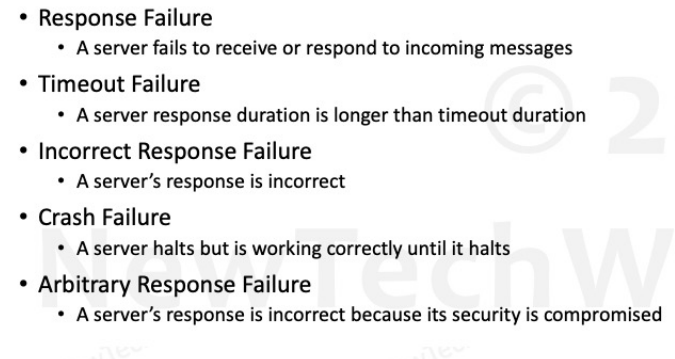 • Response Failure
• A server fails to receive or respond to incoming messages
• Timeout Failure
• A server response duration is longer than timeout duration
• Incorrect Response Failure
• A server’s response is incorrect
• Crash Failure
• A server halts but is working correctly until it halts
• Arbitrary Response Failure
• A server’s response is incorrect because its security is compromised
© 2
NewTechW